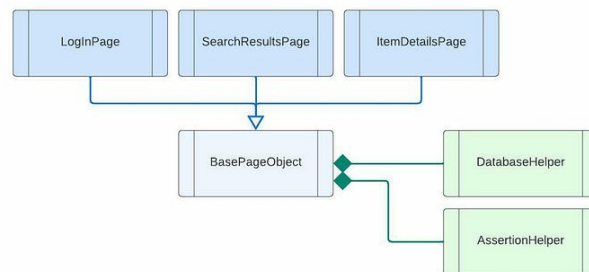 LogInPage
SearchResultsPage
ItemDetailsPage
BasePageObject
DatabaseHelper
AssertionHelper